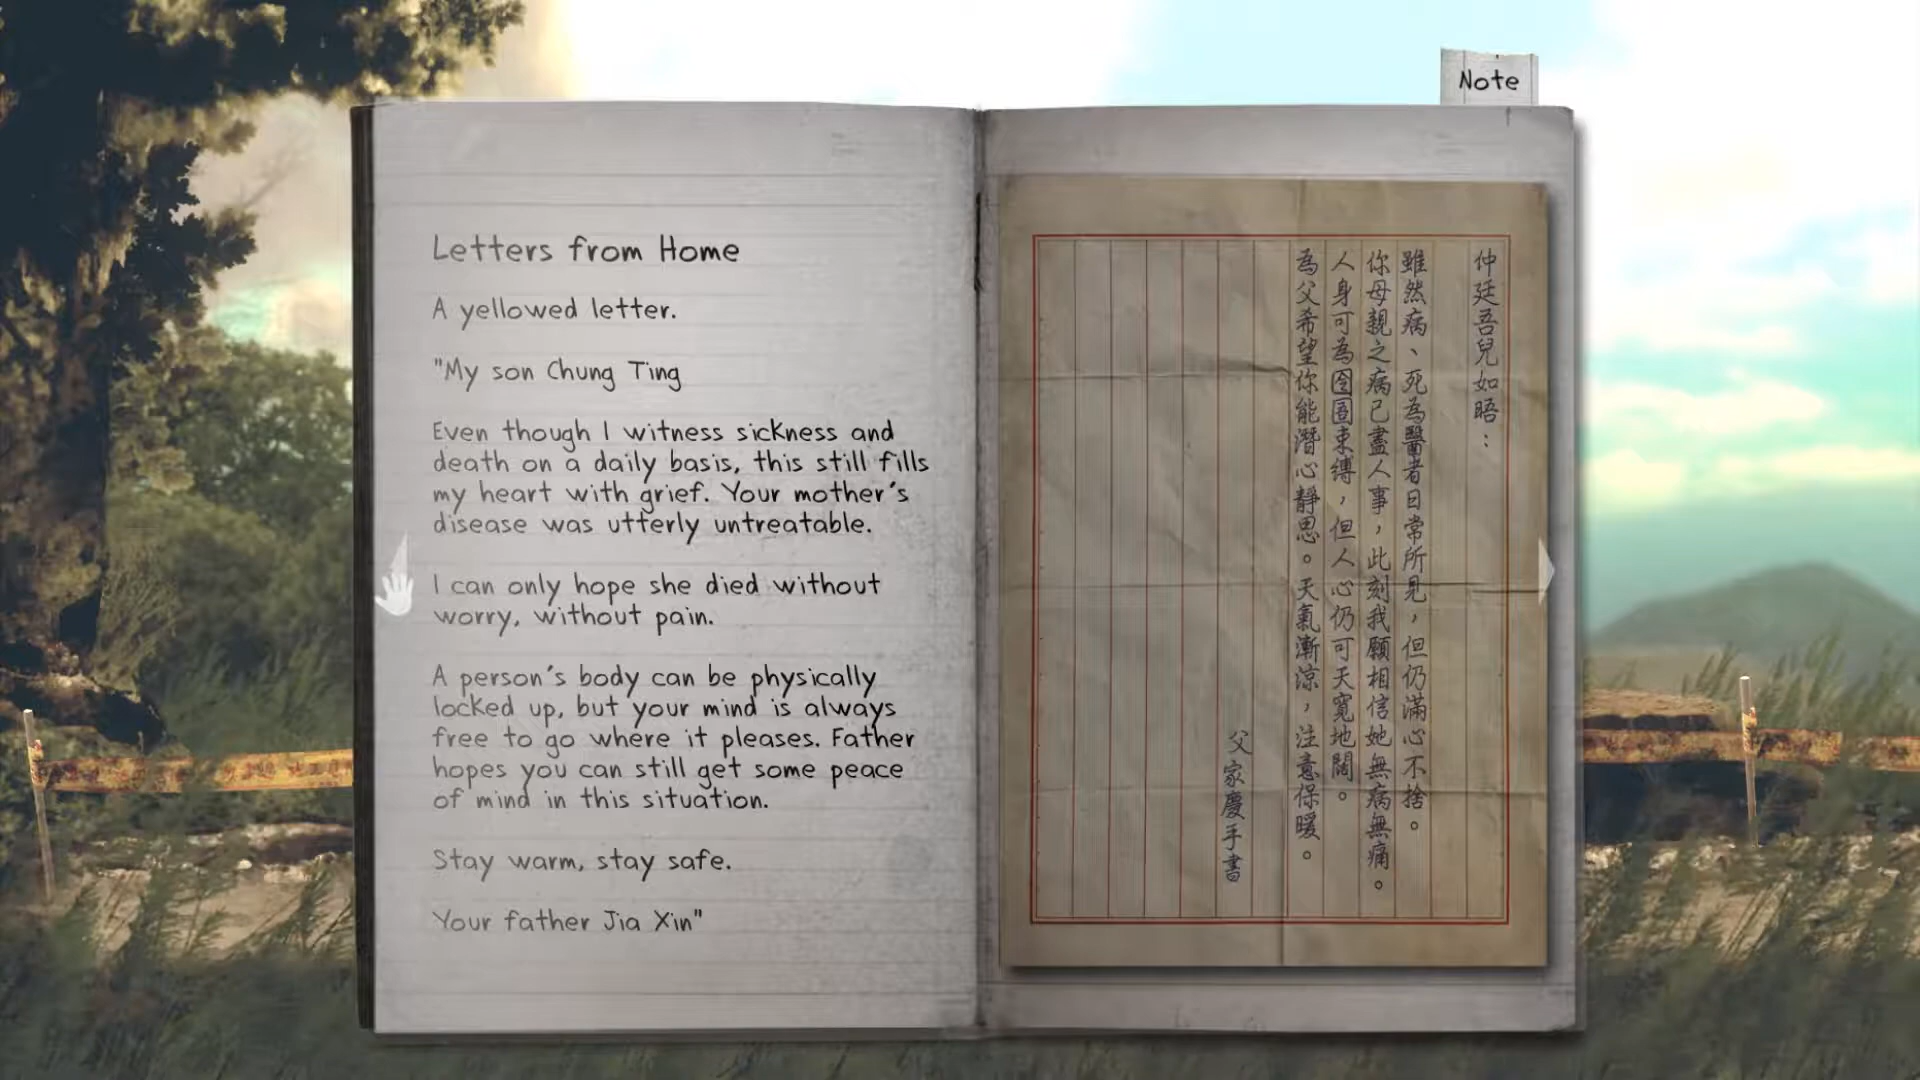 Note
Letters from Home
A yellowed letter.
"My son Chung Ting
Even though I witness sickness and
death on a daily basis, this still fills
my heart with grief. Your mother's
disease was utterly untreatable.
I can only hope she died without
worry, without pain.
A person's body can be physically
locked up, but your mind is always
free to go where it pleases. Father
hopes you can still get some peace
of mind in this situation.
Stay warm, stay safe.
Your father Jia Xin"
仲廷吾兒如晤：
雖然病、死為醫者日常所見，但仍滿心不捨。
你母親之病已盡人事，此刻我願相信她無病無痛。
人身可為囹圄束縛，但人心仍可天寬地闊。
為父希望你能潛心靜思。天氣漸涼，注意保暖。
父家慶手書